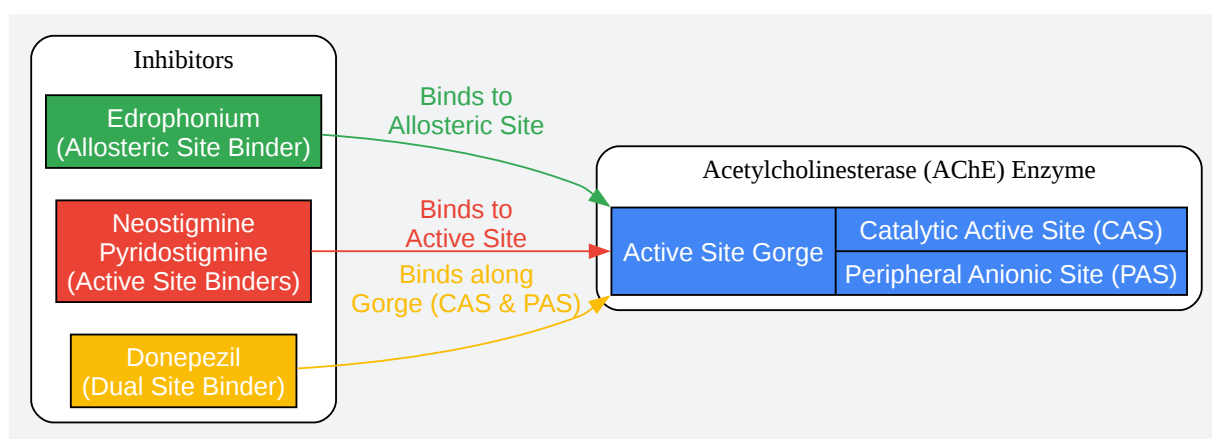 Inhibitors
Edrophonium
(Allosteric Site Binder)
Neostigmine
Pyridostigmine
(Active Site Binders)
Donepezil
(Dual Site Binder)
Binds to
Allosteric Site
Binds to
Active Site
Binds along
Gorge (CAS & PAS)
Acetylcholinesterase (AChE) Enzyme
Active Site Gorge
Catalytic Active Site (CAS)
Peripheral Anionic Site (PAS)